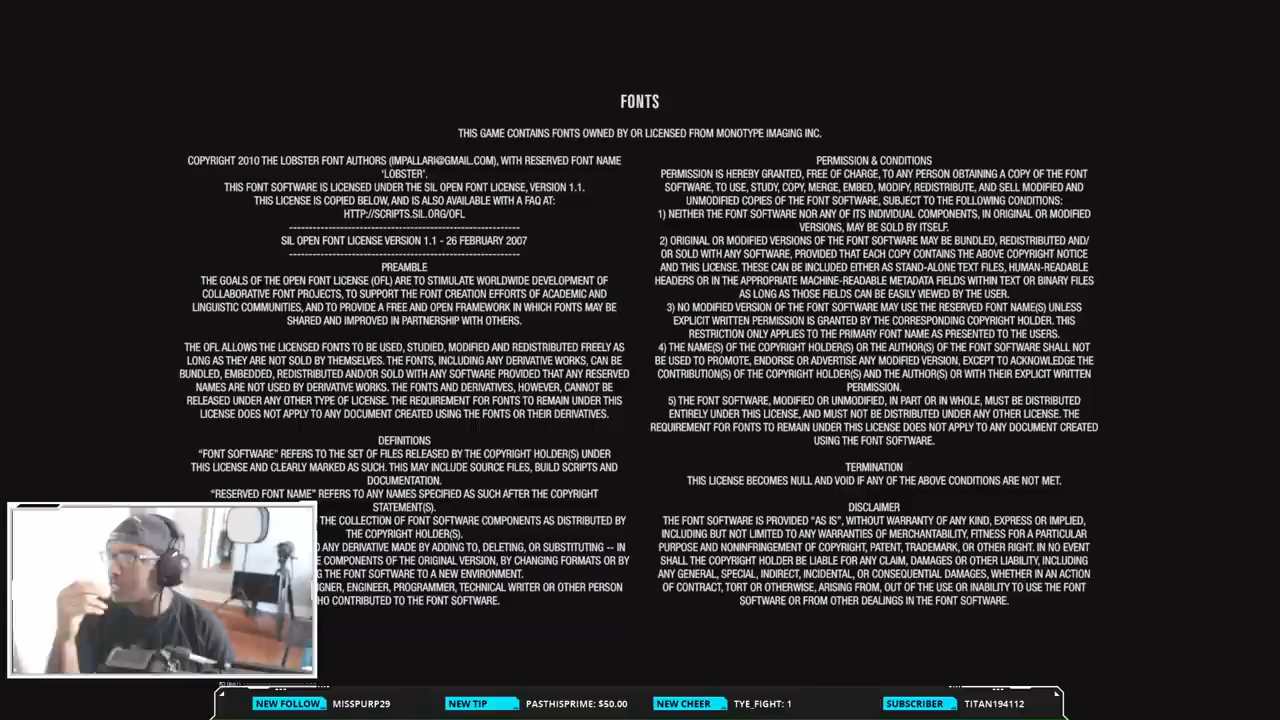 FONTS
THIS GAME CONTAINS FONTS OWNED BY OR LICENSED FROM MONOTYPE IMAGING INC.
COPYRIGHT 2010 THE LOBSTER FONT AUTHORS (IMPALLARI@GMAIL.COM), WITH RESERVED FONT NAME
'LOBSTER'.
THIS FONT SOFTWARE IS LICENSED UNDER THE SIL OPEN FONT LICENSE, VERSION 1.1.
THIS LICENSE IS COPIED BELOW, AND IS ALSO AVAILABLE WITH A FAQ AT:
HTTP://SCRIPTS.SIL.ORG/OFL
-----------------------------------------------------------
SIL OPEN FONT LICENSE VERSION 1.1 - 26 FEBRUARY 2007
-----------------------------------------------------------
PREAMBLE
THE GOALS OF THE OPEN FONT LICENSE (OFL) ARE TO STIMULATE WORLDWIDE DEVELOPMENT OF
COLLABORATIVE FONT PROJECTS, TO SUPPORT THE FONT CREATION EFFORTS OF ACADEMIC AND
LINGUISTIC COMMUNITIES, AND TO PROVIDE A FREE AND OPEN FRAMEWORK IN WHICH FONTS MAY BE
SHARED AND IMPROVED IN PARTNERSHIP WITH OTHERS.
THE OFL ALLOWS THE LICENSED FONTS TO BE USED, STUDIED, MODIFIED AND REDISTRIBUTED FREELY AS
LONG AS THEY ARE NOT SOLD BY THEMSELVES. THE FONTS, INCLUDING ANY DERIVATIVE WORKS, CAN BE
BUNDLED, EMBEDDED, REDISTRIBUTED AND/OR SOLD WITH ANY SOFTWARE PROVIDED THAT ANY RESERVED
NAMES ARE NOT USED BY DERIVATIVE WORKS. THE FONTS AND DERIVATIVES, HOWEVER, CANNOT BE
RELEASED UNDER ANY OTHER TYPE OF LICENSE. THE REQUIREMENT FOR FONTS TO REMAIN UNDER THIS
LICENSE DOES NOT APPLY TO ANY DOCUMENT CREATED USING THE FONTS OR THEIR DERIVATIVES.
DEFINITIONS
"FONT SOFTWARE" REFERS TO THE SET OF FILES RELEASED BY THE COPYRIGHT HOLDER(S) UNDER
THIS LICENSE AND CLEARLY MARKED AS SUCH. THIS MAY INCLUDE SOURCE FILES, BUILD SCRIPTS AND
DOCUMENTATION.
"RESERVED FONT NAME" REFERS TO ANY NAMES SPECIFIED AS SUCH AFTER THE COPYRIGHT
STATEMENT(S).
THE COLLECTION OF FONT SOFTWARE COMPONENTS AS DISTRIBUTED BY
THE COPYRIGHT HOLDER(S).
ANY DERIVATIVE MADE BY ADDING TO, DELETING, OR SUBSTITUTING -- IN
COMPONENTS OF THE ORIGINAL VERSION, BY CHANGING FORMATS OR BY
THE FONT SOFTWARE TO A NEW ENVIRONMENT.
ENGINEER, PROGRAMMER, TECHNICAL WRITER OR OTHER PERSON
CONTRIBUTED TO THE FONT SOFTWARE.
PERMISSION & CONDITIONS
PERMISSION IS HEREBY GRANTED, FREE OF CHARGE, TO ANY PERSON OBTAINING A COPY OF THE FONT
SOFTWARE, TO USE, STUDY, COPY, MERGE, EMBED, MODIFY, REDISTRIBUTE, AND SELL MODIFIED AND
UNMODIFIED COPIES OF THE FONT SOFTWARE, SUBJECT TO THE FOLLOWING CONDITIONS:
1) NEITHER THE FONT SOFTWARE NOR ANY OF ITS INDIVIDUAL COMPONENTS, IN ORIGINAL OR MODIFIED
VERSIONS, MAY BE SOLD BY ITSELF.
2) ORIGINAL OR MODIFIED VERSIONS OF THE FONT SOFTWARE MAY BE BUNDLED, REDISTRIBUTED AND/
OR SOLD WITH ANY SOFTWARE, PROVIDED THAT EACH COPY CONTAINS THE ABOVE COPYRIGHT NOTICE
AND THIS LICENSE. THESE CAN BE INCLUDED EITHER AS STAND-ALONE TEXT FILES, HUMAN-READABLE
HEADERS OR IN THE APPROPRIATE MACHINE-READABLE METADATA FIELDS WITHIN TEXT OR BINARY FILES
AS LONG AS THOSE FIELDS CAN BE EASILY VIEWED BY THE USER.
3) NO MODIFIED VERSION OF THE FONT SOFTWARE MAY USE THE RESERVED FONT NAME(S) UNLESS
EXPLICIT WRITTEN PERMISSION IS GRANTED BY THE CORRESPONDING COPYRIGHT HOLDER. THIS
RESTRICTION ONLY APPLIES TO THE PRIMARY FONT NAME AS PRESENTED TO THE USERS.
4) THE NAME(S) OF THE COPYRIGHT HOLDER(S) OR THE AUTHOR(S) OF THE FONT SOFTWARE SHALL NOT
BE USED TO PROMOTE, ENDORSE OR ADVERTISE ANY MODIFIED VERSION, EXCEPT TO ACKNOWLEDGE THE
CONTRIBUTION(S) OF THE COPYRIGHT HOLDER(S) AND THE AUTHOR(S) OR WITH THEIR EXPLICIT WRITTEN
PERMISSION.
5) THE FONT SOFTWARE, MODIFIED OR UNMODIFIED, IN PART OR IN WHOLE, MUST BE DISTRIBUTED
ENTIRELY UNDER THIS LICENSE, AND MUST NOT BE DISTRIBUTED UNDER ANY OTHER LICENSE. THE
REQUIREMENT FOR FONTS TO REMAIN UNDER THIS LICENSE DOES NOT APPLY TO ANY DOCUMENT CREATED
USING THE FONT SOFTWARE.
TERMINATION
THIS LICENSE BECOMES NULL AND VOID IF ANY OF THE ABOVE CONDITIONS ARE NOT MET.
DISCLAIMER
THE FONT SOFTWARE IS PROVIDED "AS IS", WITHOUT WARRANTY OF ANY KIND, EXPRESS OR IMPLIED,
INCLUDING BUT NOT LIMITED TO ANY WARRANTIES OF MERCHANTABILITY, FITNESS FOR A PARTICULAR
PURPOSE AND NONINFRINGEMENT OF COPYRIGHT, PATENT, TRADEMARK, OR OTHER RIGHT. IN NO EVENT
SHALL THE COPYRIGHT HOLDER BE LIABLE FOR ANY CLAIM, DAMAGES OR OTHER LIABILITY, INCLUDING
ANY GENERAL, SPECIAL, INDIRECT, INCIDENTAL, OR CONSEQUENTIAL DAMAGES, WHETHER IN AN ACTION
OF CONTRACT, TORT OR OTHERWISE, ARISING FROM, OUT OF THE USE OR INABILITY TO USE THE FONT
SOFTWARE OR FROM OTHER DEALINGS IN THE FONT SOFTWARE.
NEW FOLLOW MISSPURP29 NEW TIP PASTHISPRIME: $50.00 NEW CHEER TYE_FIGHT: 1 SUBSCRIBER TITAN194112